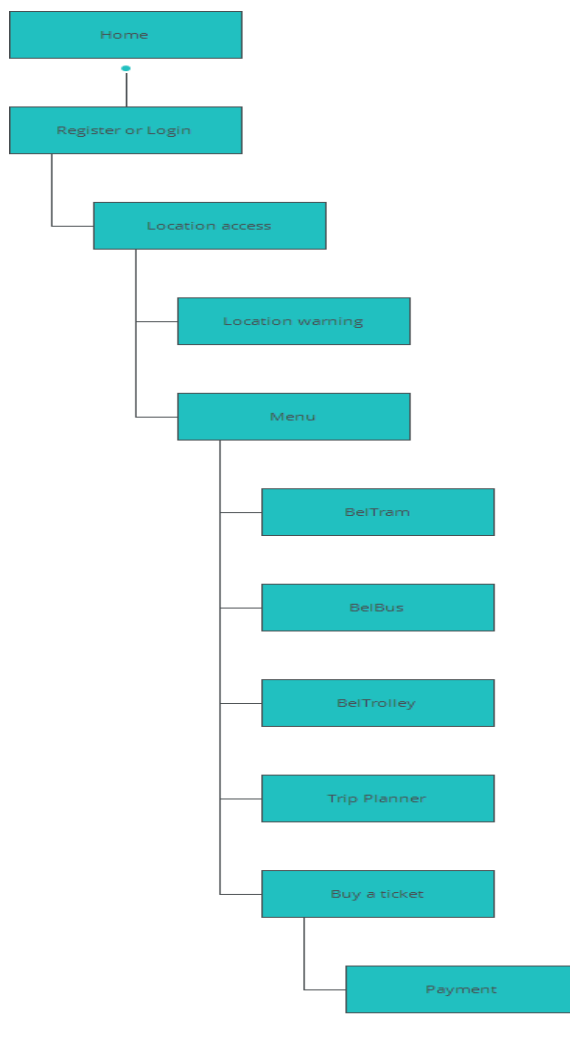 Home
Register or Login
Location access
Location warning
Menu
BelTram
BelBus
BelTrolley
Trip Planner
Buy a ticket
Payment